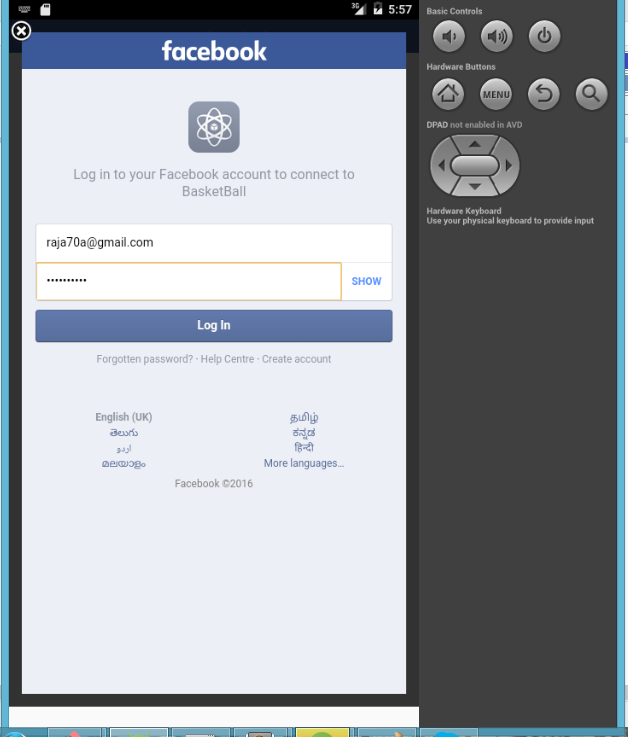 3G 5:57
facebook
Log in to your Facebook account to connect to
BasketBall
raja70a@gmail.com
••••••••••
SHOW
Log In
Forgotten password? · Help Centre · Create account
English (UK)
தமிழ்
తెలుగు
ಕನ್ನಡ
اردو
हिन्दी
മലയാളം
More languages...
Facebook ©2016
Basic Controls
Hardware Buttons
MENU
DPAD not enabled in AVD
Hardware Keyboard
Use your physical keyboard to provide input